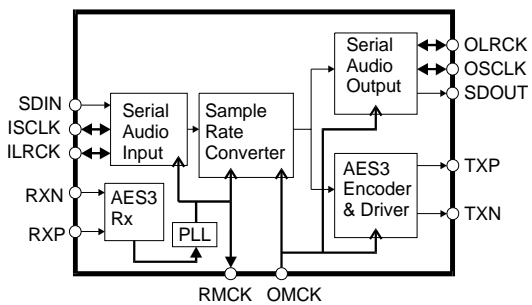 SDIN
ISCLK
ILRCK
RXN
RXP
Serial
Audio
Input
AES3
Rx
PLL
Sample
Rate
Converter
Serial
Audio
Output
AES3
Encoder
& Driver
OLRCK
OSCLK
SDOUT
TXP
TXN
RMCK
OMCK